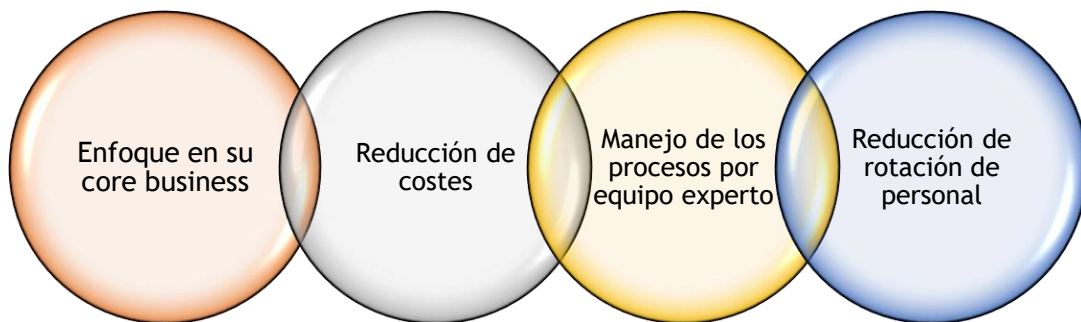 Enfoque en su
core business
Reducción de
costes
Manejo de los
procesos por
equipo experto
Reducción de
rotación de
personal